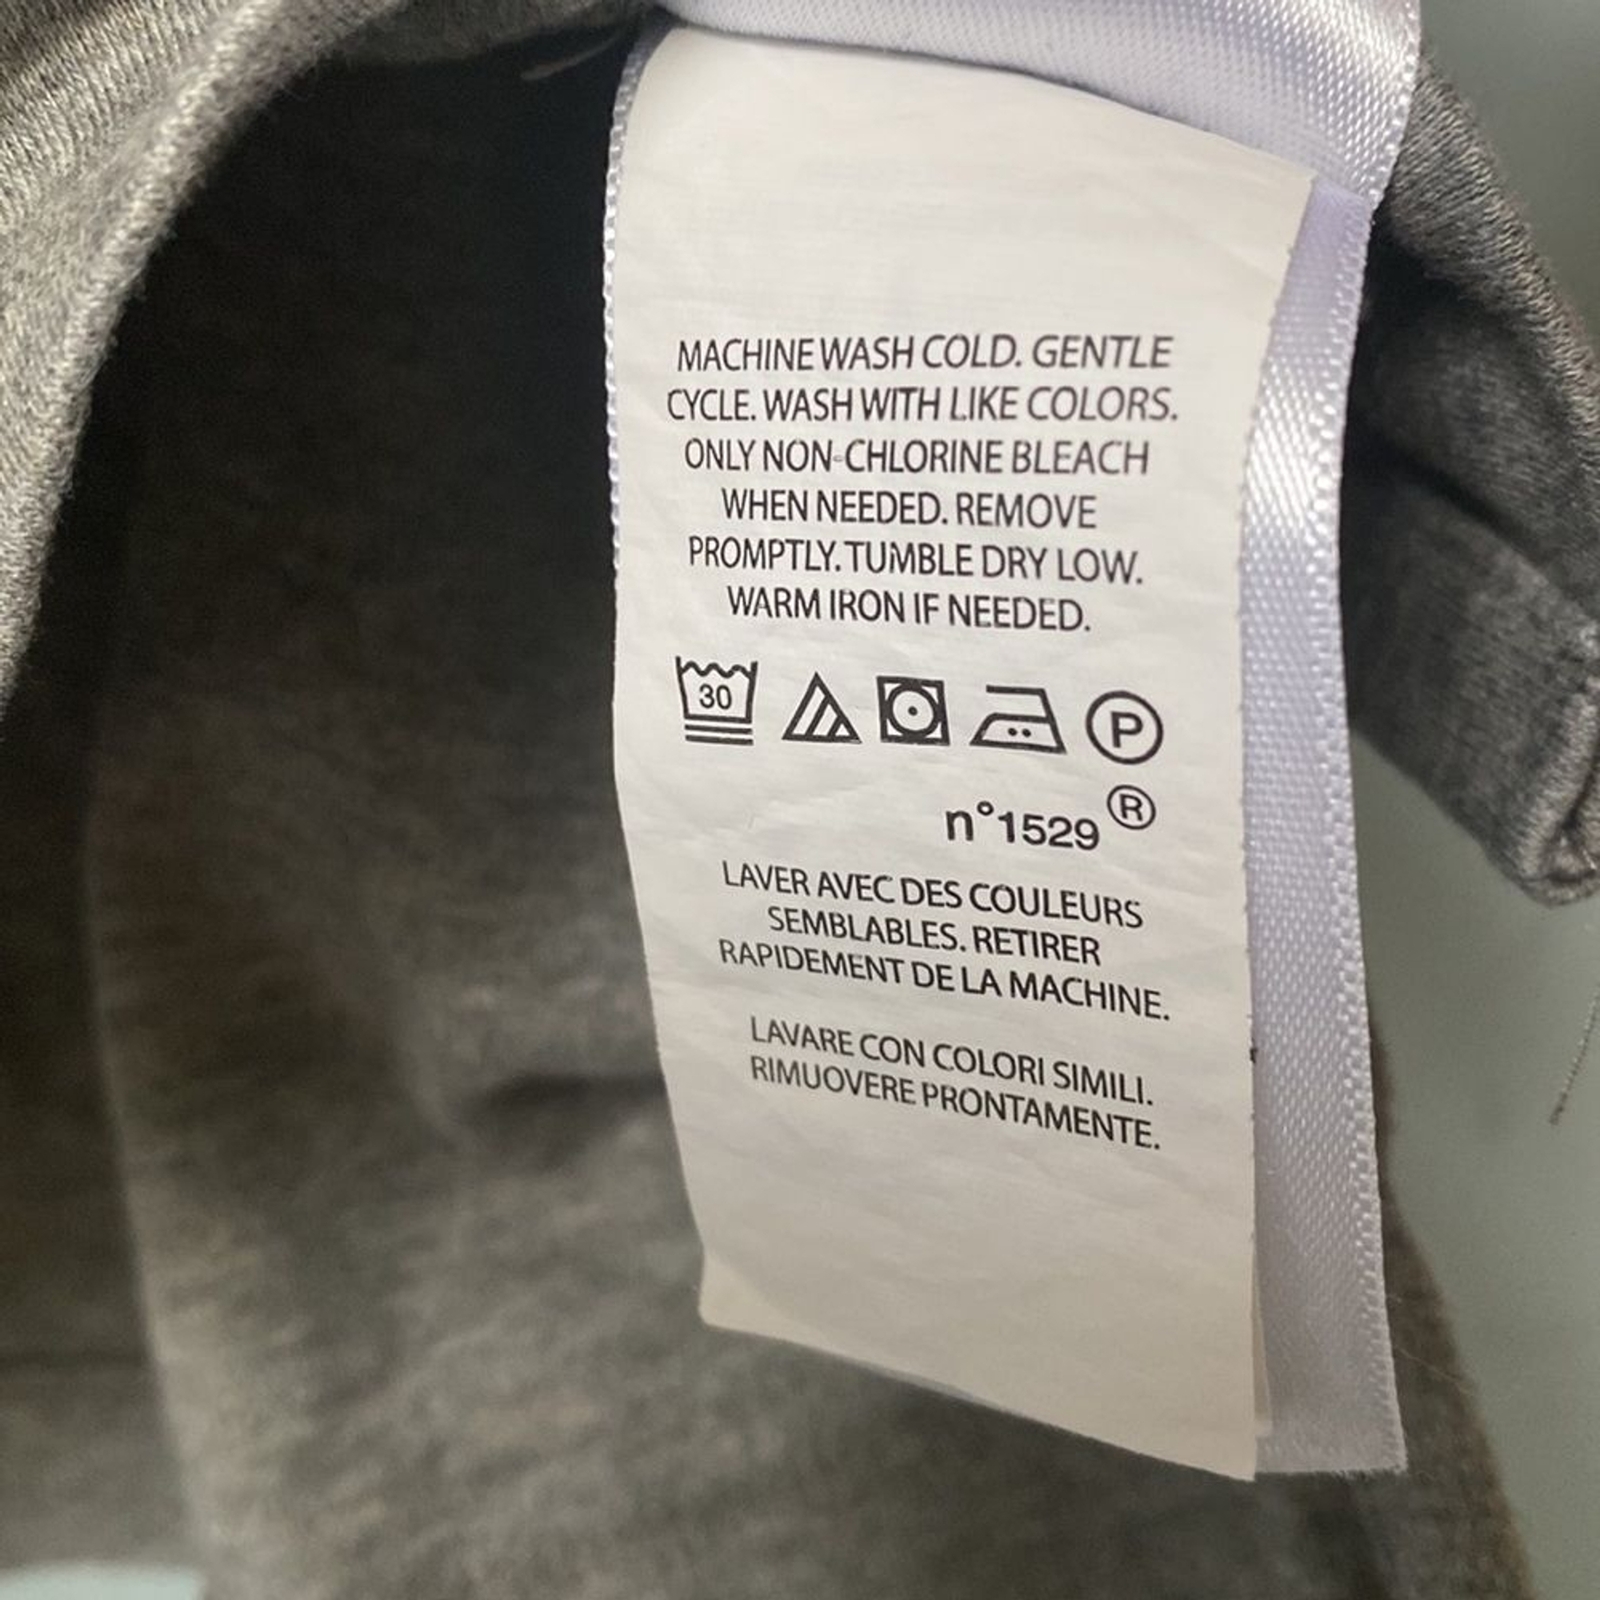 MACHINE WASH COLD. GENTLE
CYCLE. WASH WITH LIKE COLORS.
ONLY NON-CHLORINE BLEACH
WHEN NEEDED. REMOVE
PROMPTLY. TUMBLE DRY LOW.
WARM IRON IF NEEDED.
30 P
n°1529®
LAVER AVEC DES COULEURS
SEMBLABLES. RETIRER
RAPIDEMENT DE LA MACHINE.
LAVARE CON COLORI SIMILI.
RIMUOVERE PRONTAMENTE.